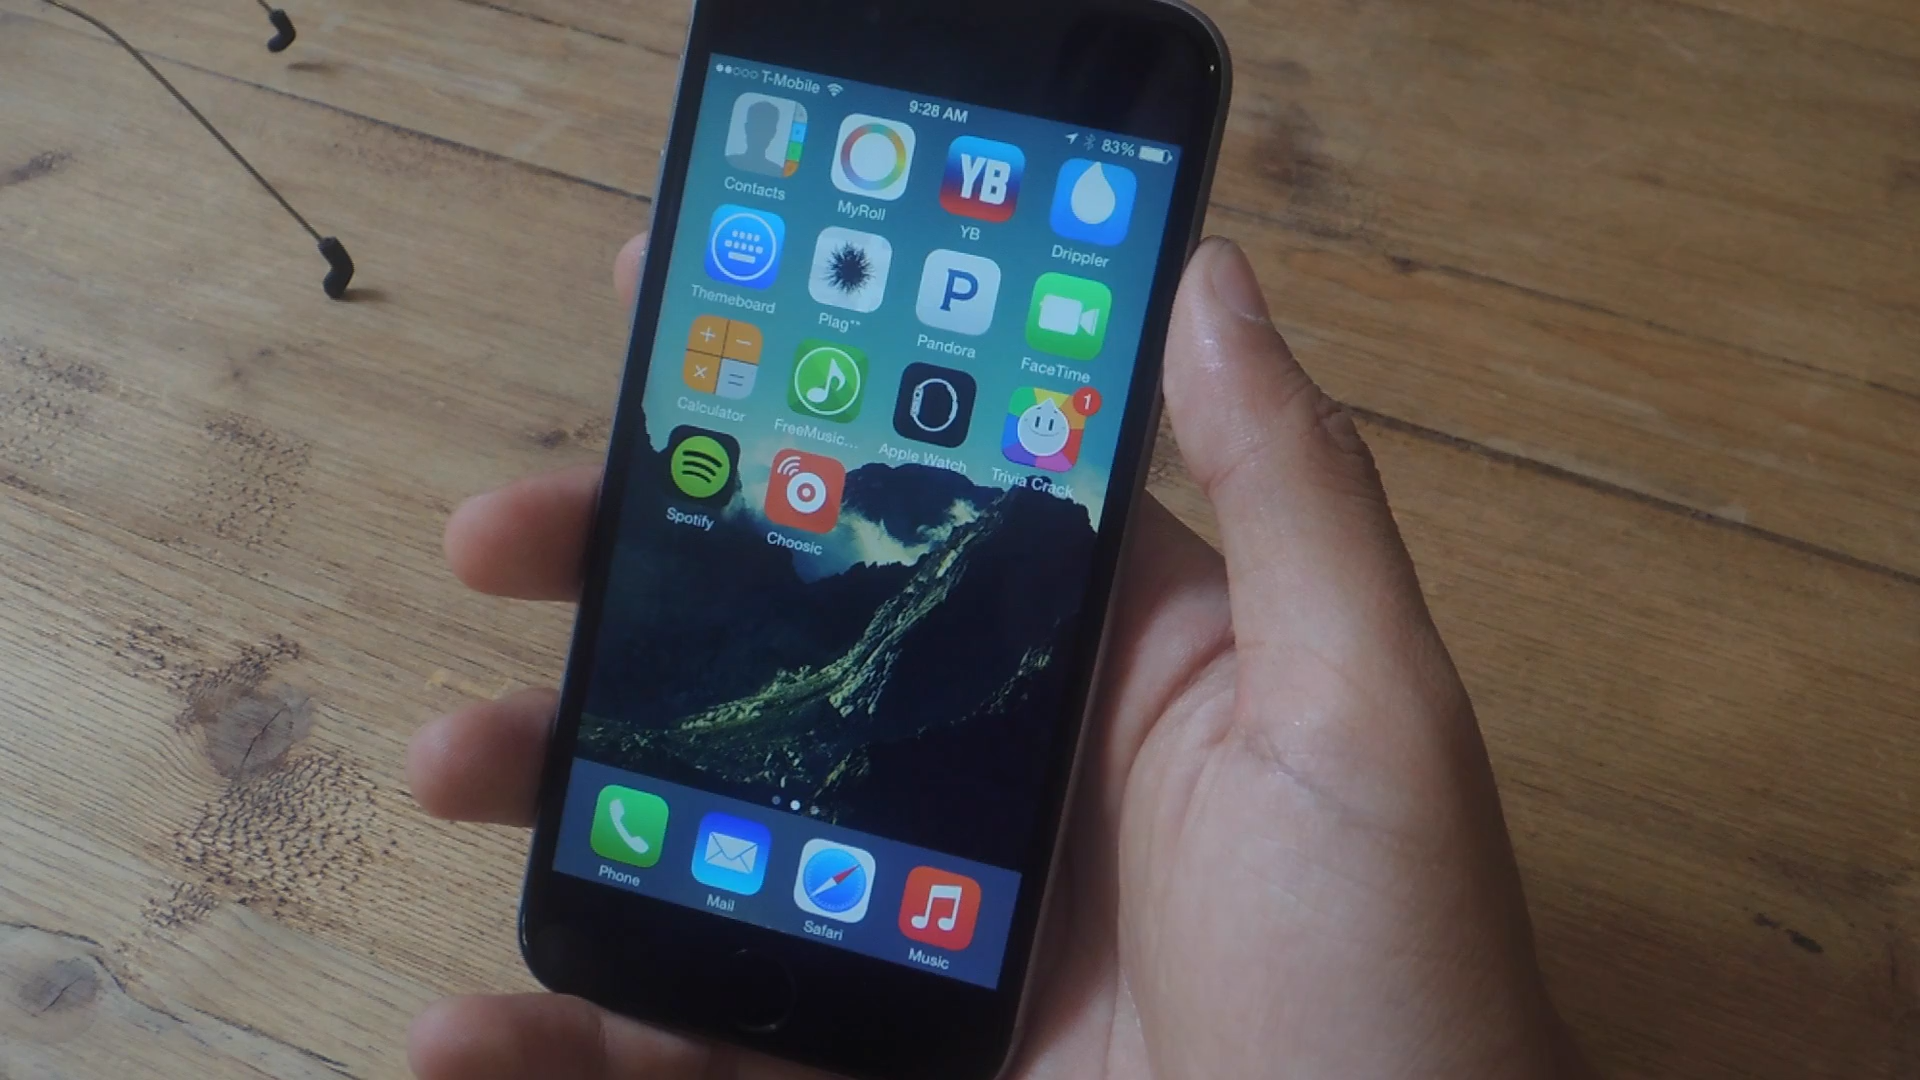 T-Mobile 9:28 AM 83%
Contacts MyRoll YB YB Drippler
Themeboard Plag** P Pandora FaceTime
Calculator FreeMusic... Apple Watch 1 Trivia Crack
Spotify Choosic
Phone Mail Safari Music